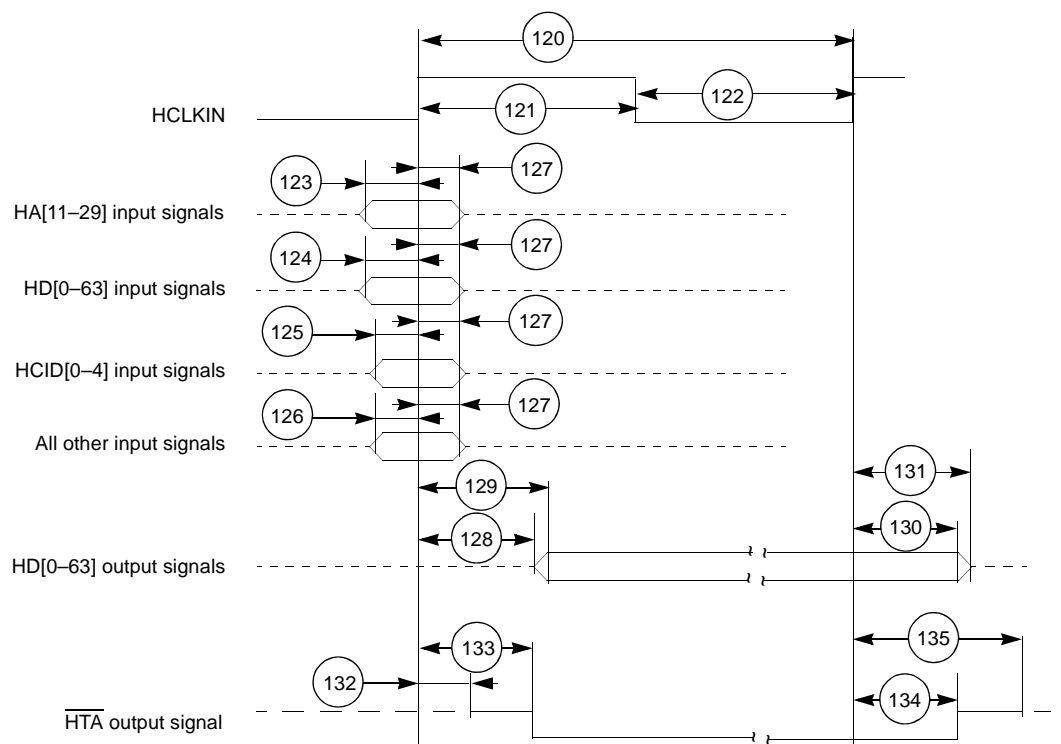 120
121
122
HCLKIN
123
127
HA[11–29] input signals
124
127
HD[0–63] input signals
125
127
HCID[0–4] input signals
126
127
All other input signals
129
131
128
130
HD[0–63] output signals
133
135
132
134
HTA output signal